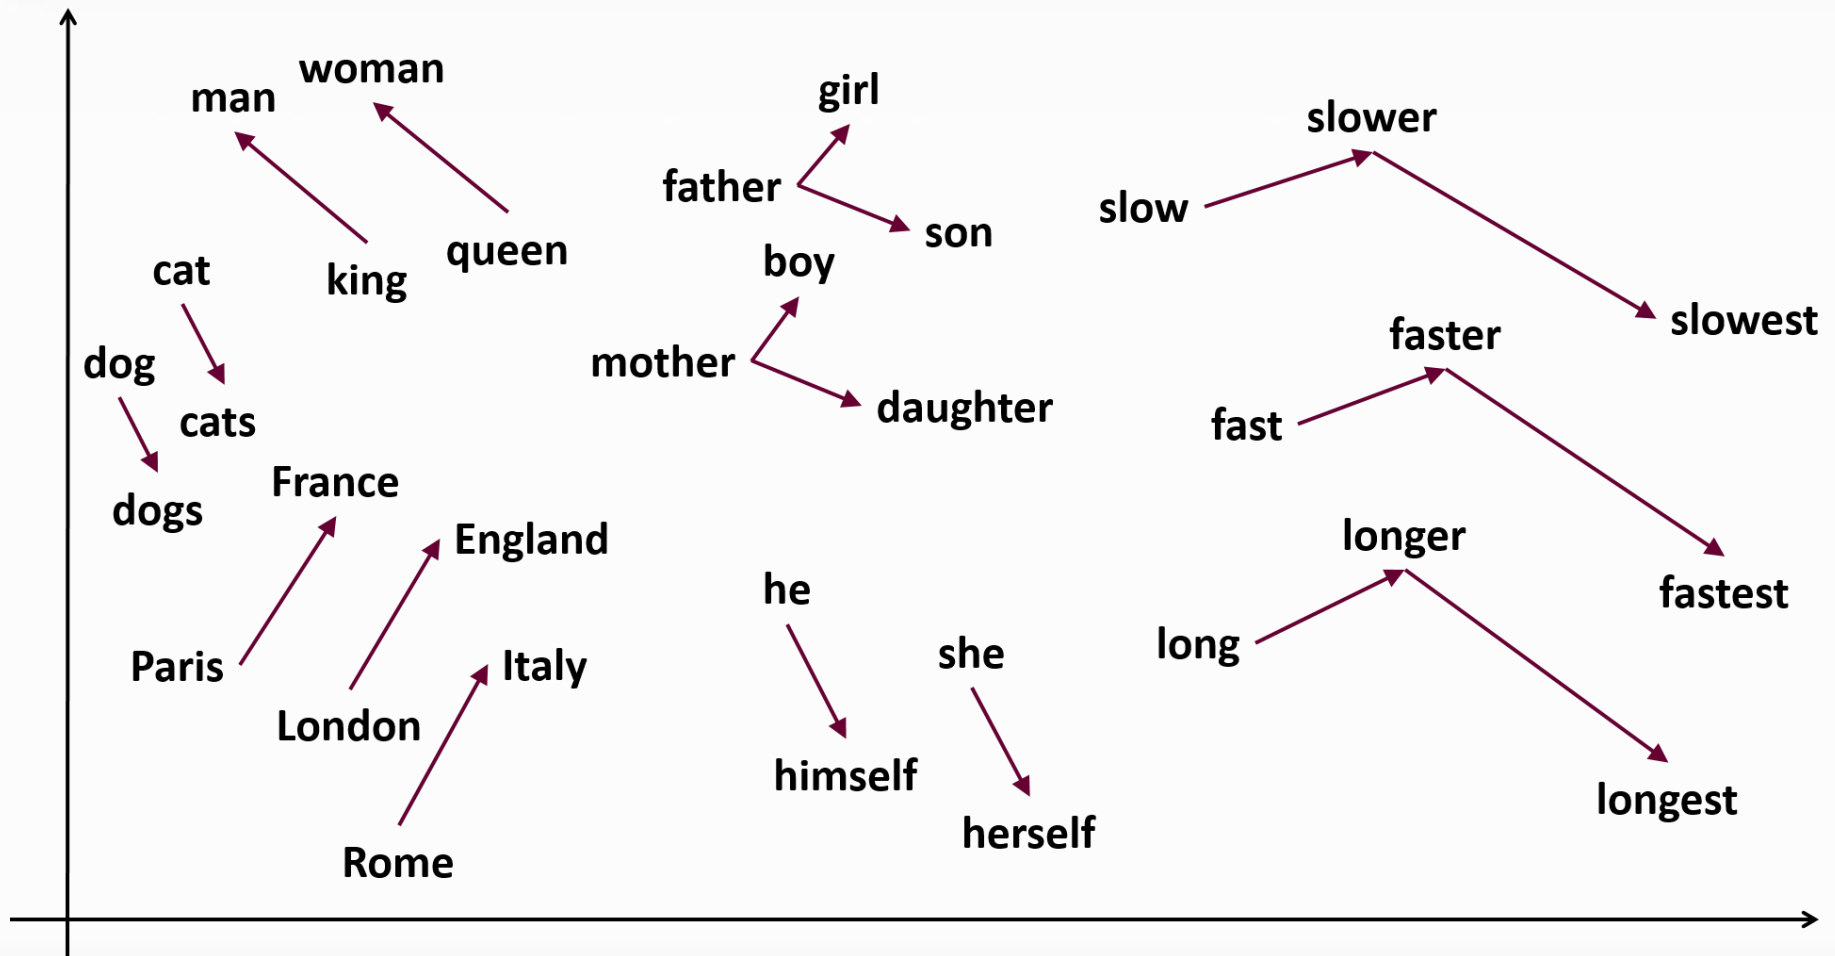 woman
man
girl
slower
father
slow
son
queen
boy
cat
king
slowest
faster
dog
mother
daughter
cats
fast
France
dogs
longer
England
he
fastest
long
she
Paris
Italy
London
himself
longest
herself
Rome